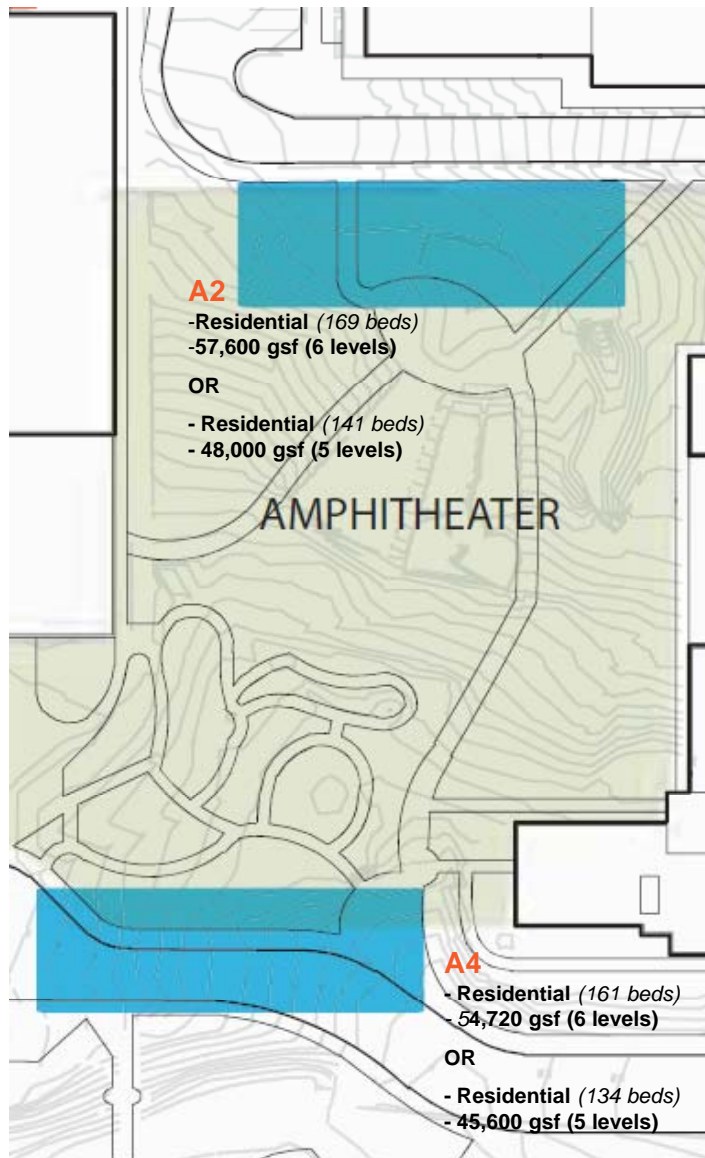 A2
-Residential (169 beds)
-57,600 gsf (6 levels)
OR
- Residential (141 beds)
- 48,000 gsf (5 levels)
AMPHITHEATER
A4
- Residential (161 beds)
- 54,720 gsf (6 levels)
OR
- Residential (134 beds)
- 45,600 gsf (5 levels)